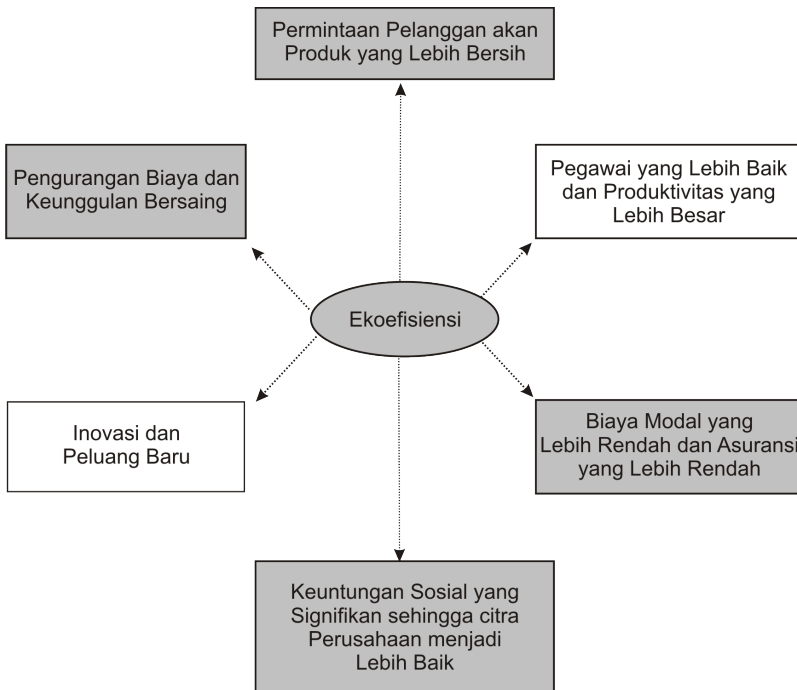 Permintaan Pelanggan akan
Produk yang Lebih Bersih
Pengurangan Biaya dan
Keunggulan Bersaing
Pegawai yang Lebih Baik
dan Produktivitas yang
Lebih Besar
Ekoefisiensi
Inovasi dan
Peluang Baru
Biaya Modal yang
Lebih Rendah dan Asuransi
yang Lebih Rendah
Keuntungan Sosial yang
Signifikan sehingga citra
Perusahaan menjadi
Lebih Baik